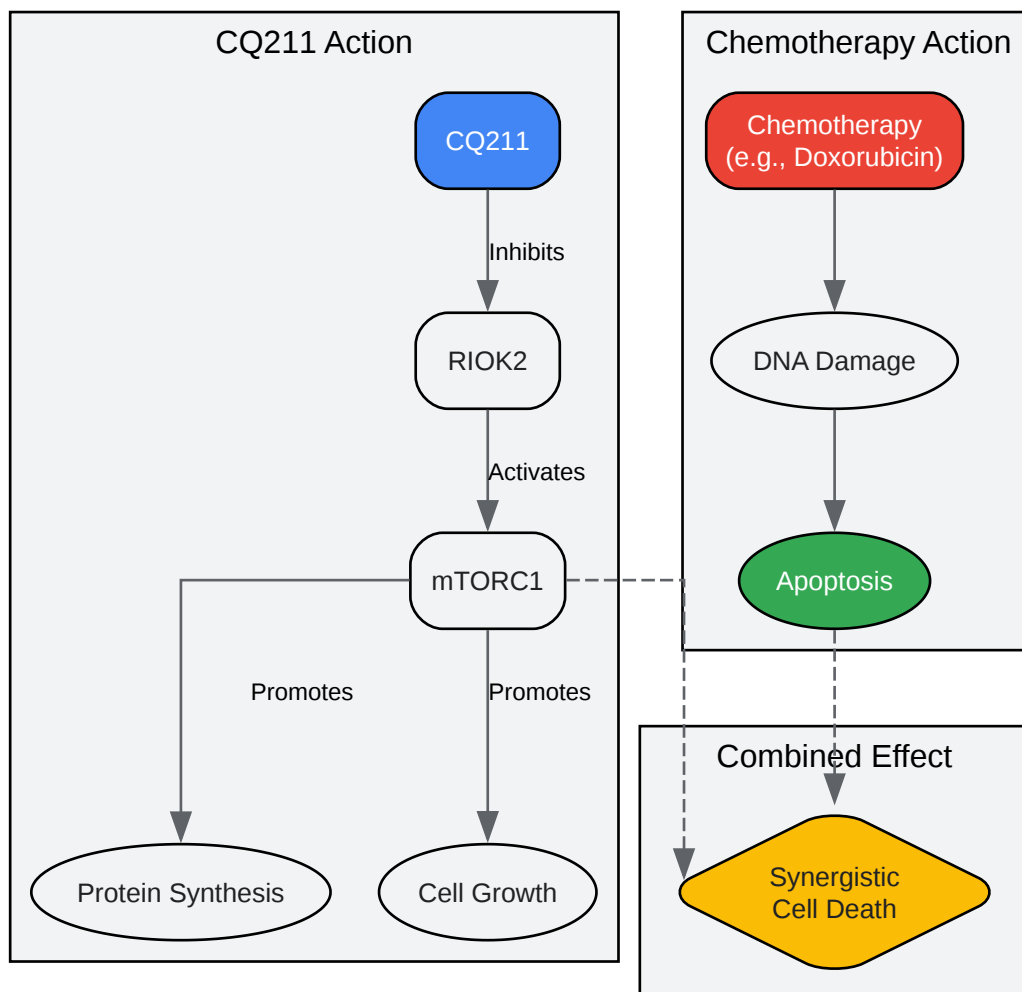 CQ211 Action
CQ211
Inhibits
RIOK2
Activates
mTORC1
Promotes
Promotes
Protein Synthesis
Cell Growth
Chemotherapy Action
Chemotherapy
(e.g., Doxorubicin)
DNA Damage
Apoptosis
Combined Effect
Synergistic
Cell Death